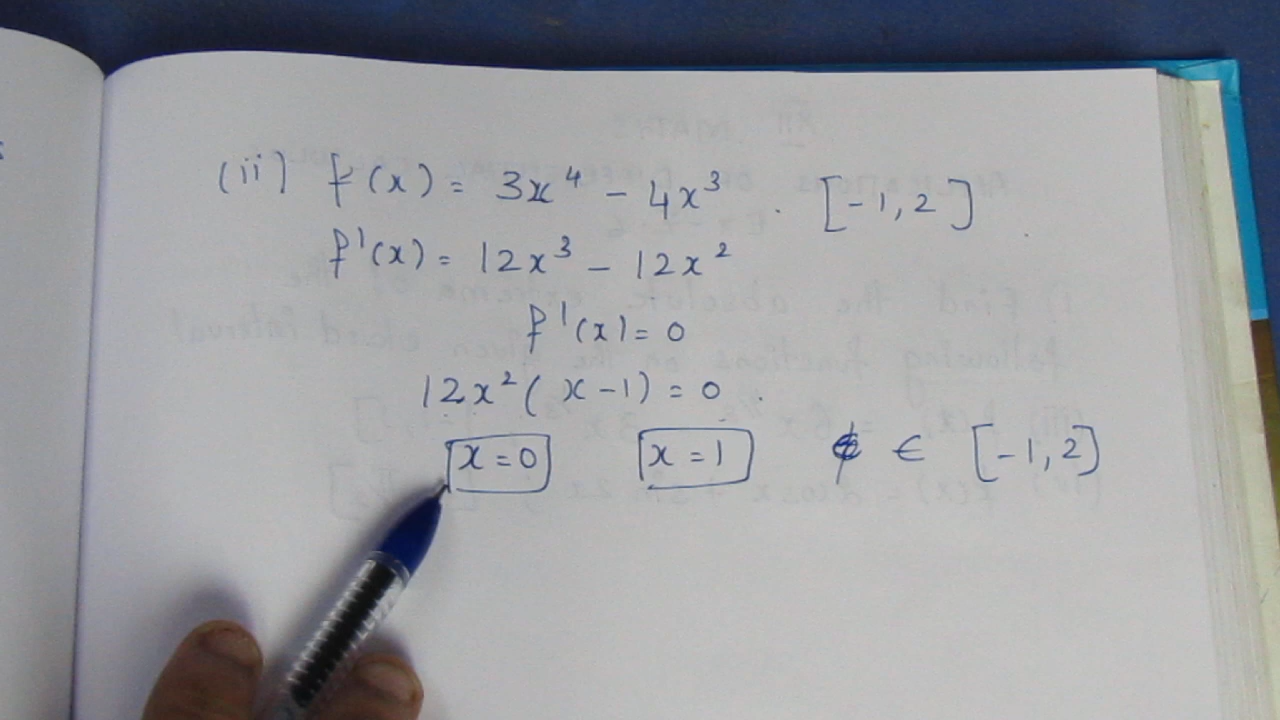 (ii) f(x) = 3x⁴ - 4x³ . [-1, 2]
f'(x) = 12x³ - 12x²
f'(x) = 0
12x² (x - 1) = 0 .
x = 0 x = 1 ∈ [-1, 2]